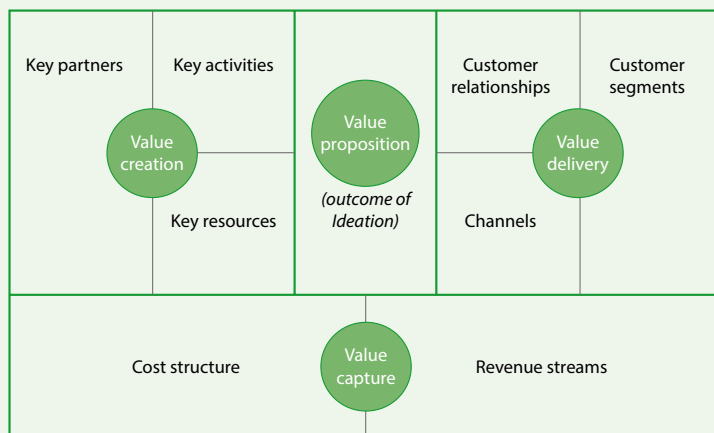 Key partners
Key activities
Value
creation
Key resources
Value
proposition
(outcome of
Ideation)
Customer
relationships
Customer
segments
Value
delivery
Channels
Cost structure
Value
capture
Revenue streams